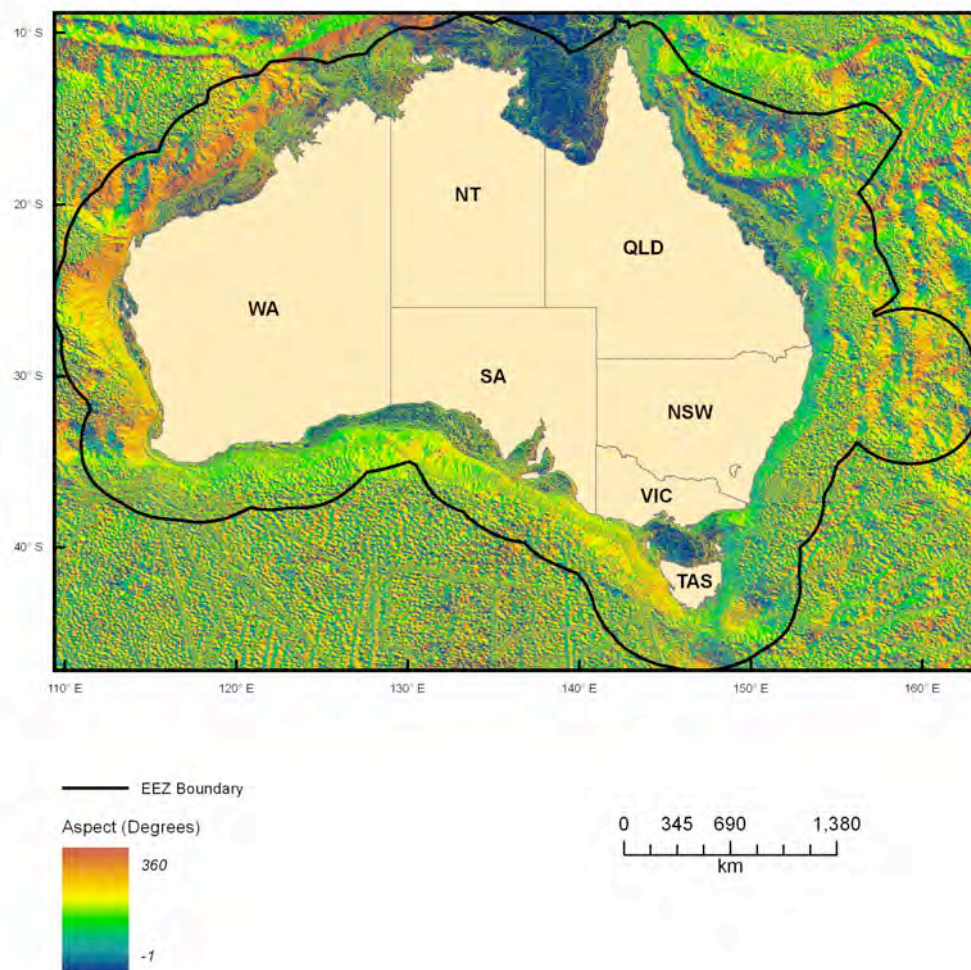 10° S
20° S
30° S
40° S
NT
QLD
WA
SA
NSW
VIC
TAS
110° E 120° E 130° E 140° E 150° E 160° E
EEZ Boundary
Aspect (Degrees)
360
-1
0 345 690 1,380
km